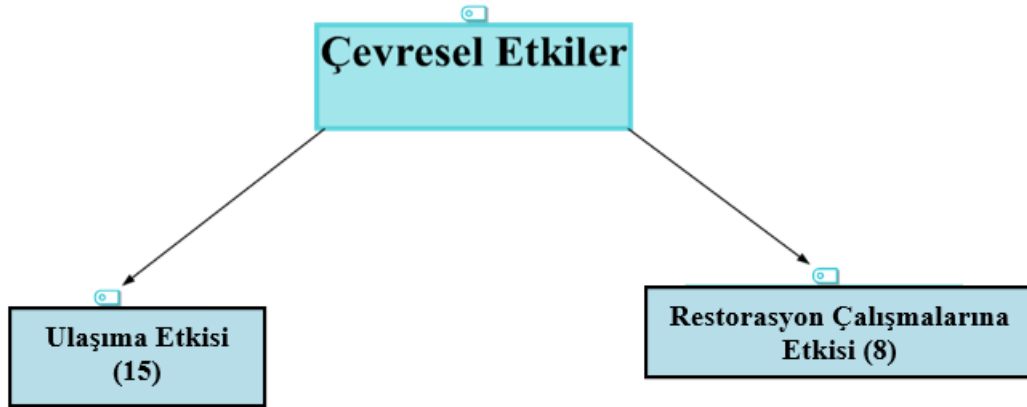 Çevresel Etkiler
Ulaşıma Etkisi
(15)
Restorasyon Çalışmalarına
Etkisi (8)